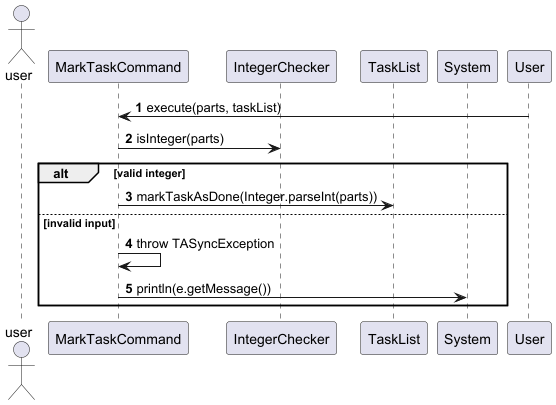 user
MarkTaskCommand
IntegerChecker
TaskList
System
User
1 execute(parts, taskList)
2 isInteger(parts)
alt [valid integer]
3 markTaskAsDone(Integer.parseInt(parts))
[invalid input]
4 throw TASyncException
5 println(e.getMessage())
user
MarkTaskCommand
IntegerChecker
TaskList
System
User